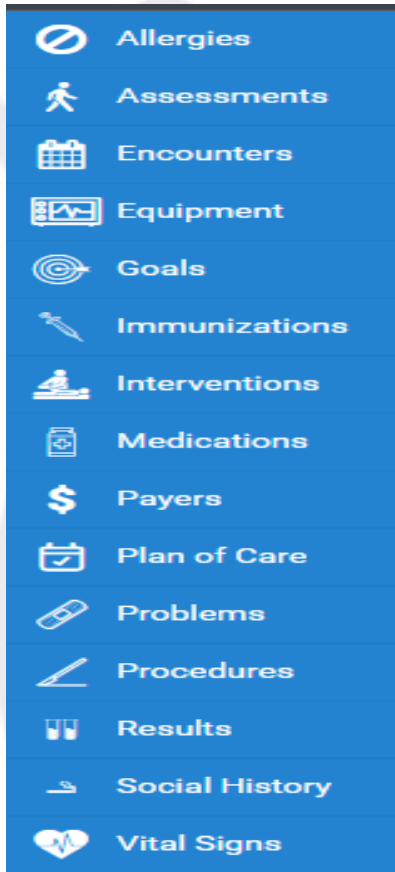 Allergies
Assessments
Encounters
Equipment
Goals
Immunizations
Interventions
Medications
Payers
Plan of Care
Problems
Procedures
Results
Social History
Vital Signs